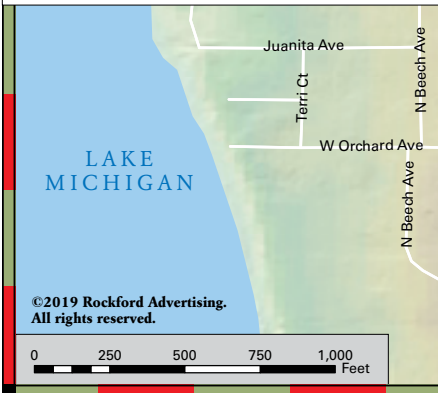 Juanita Ave
N Beech Ave
Terri Ct
W Orchard Ave
LAKE
MICHIGAN
N Beech Ave
©2019 Rockford Advertising.
All rights reserved.
0 250 500 750 1,000
Feet